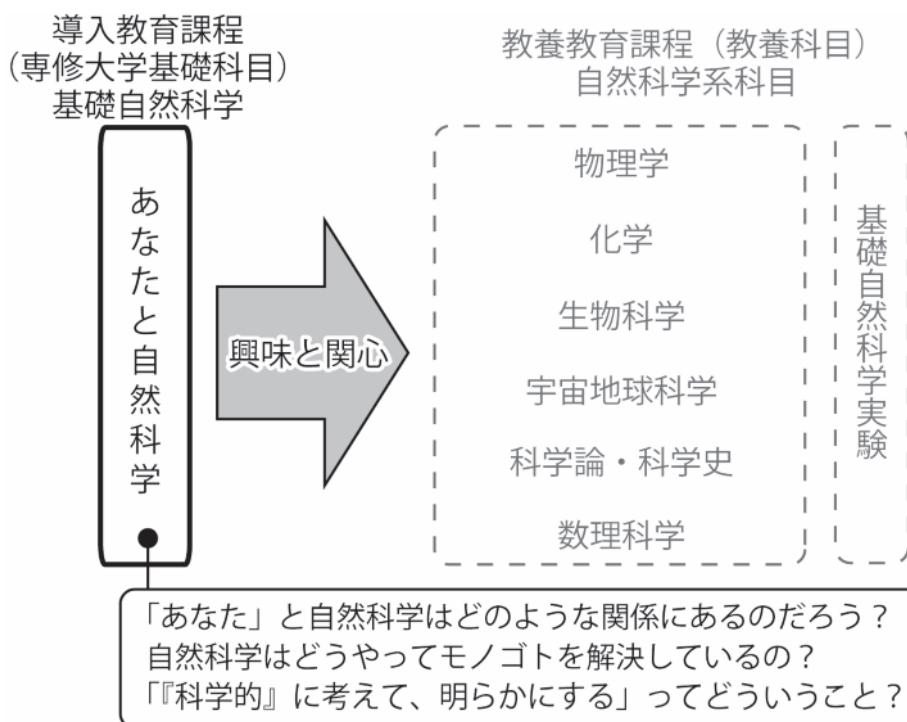 導入教育課程
（専修大学基礎科目）
基礎自然科学
あなたと自然科学
興味と関心
教養教育課程（教養科目）
自然科学系科目
物理学
化学
生物科学
宇宙地球科学
科学論・科学史
数理科学
基礎自然科学実験
「あなた」と自然科学はどのような関係にあるのだろう？
自然科学はどうやってモノゴトを解決しているの？
「『科学的』に考えて、明らかにする」ってどういうこと？